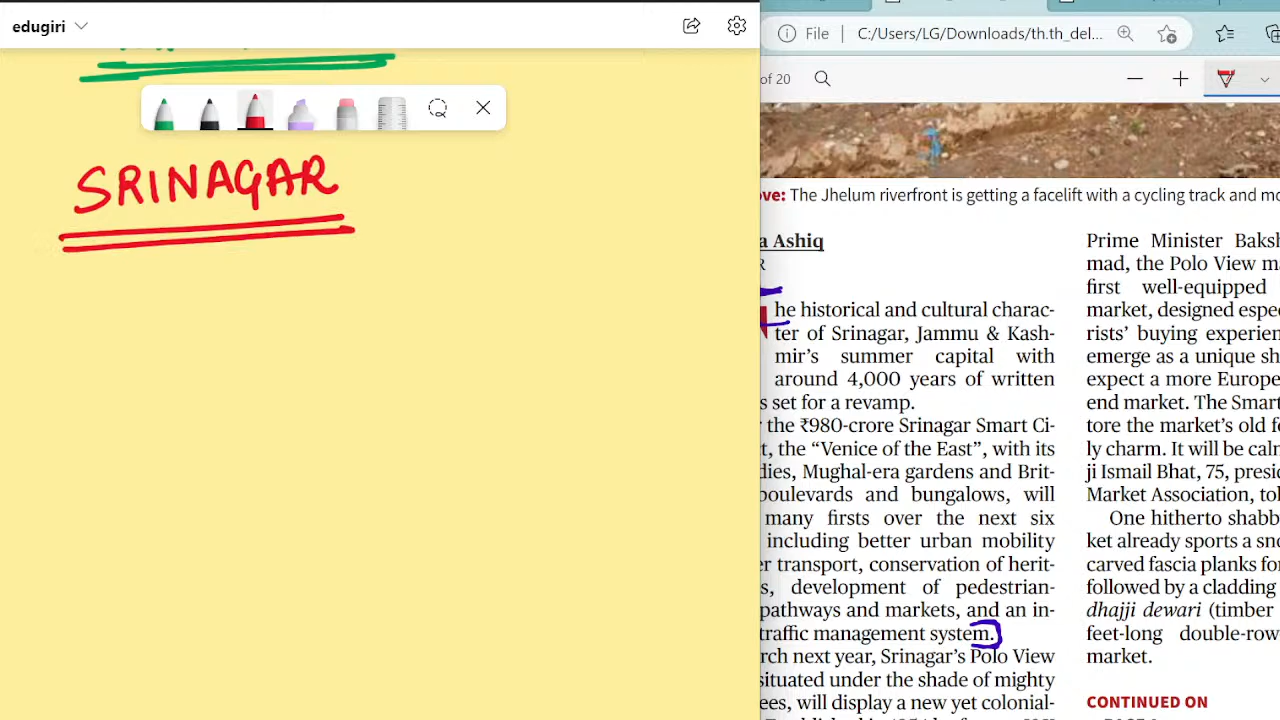 edugiri
SRINAGAR
File C:/Users/LG/Downloads/th.th_del...
of 20
ove: The Jhelum riverfront is getting a facelift with a cycling track and mo
a Ashiq
R
he historical and cultural charac-
ter of Srinagar, Jammu & Kash-
mir's summer capital with
around 4,000 years of written
s set for a revamp.
the ₹980-crore Srinagar Smart Ci-
t, the “Venice of the East”, with its
dies, Mughal-era gardens and Brit-
boulevards and bungalows, will
many firsts over the next six
including better urban mobility
er transport, conservation of herit-
s, development of pedestrian-
pathways and markets, and an in-
traffic management system.
rch next year, Srinagar's Polo View
situated under the shade of mighty
ees, will display a new yet colonial-
Prime Minister Baksh
mad, the Polo View ma
first well-equipped
market, designed espec
rists' buying experien
emerge as a unique sh
expect a more Europe
end market. The Smart
tore the market's old fe
ly charm. It will be caln
ji Ismail Bhat, 75, presid
Market Association, tol
One hitherto shabb
ket already sports a sno
carved fascia planks for
followed by a cladding
dhajji dewari (timber
feet-long double-row
market.
CONTINUED ON